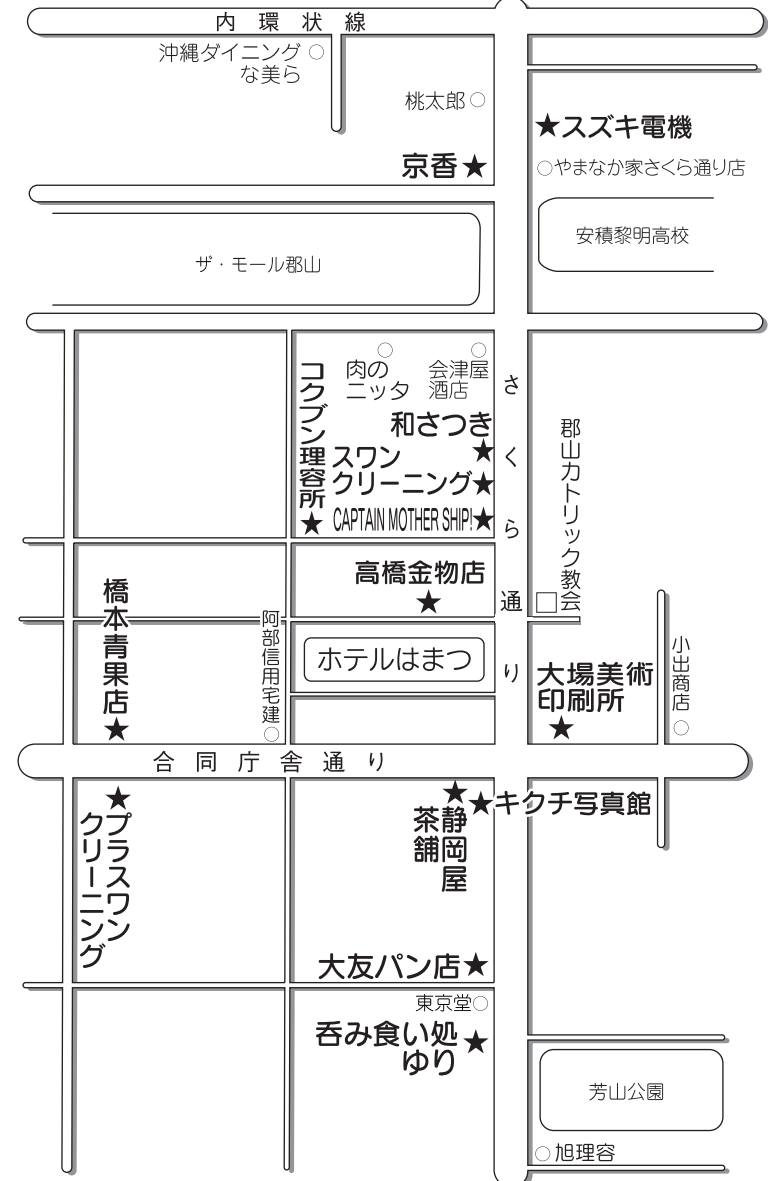 内環状線
沖縄ダイニング
な美ら
桃太郎
スズキ電機
京香
やまなか家さくら通り店
安積黎明高校
ザ・モール郡山
さくら通り
肉の
ニッタ
会津屋
酒店
コクブン理容所
和さつき
スワン
クリーニング
CAPTAIN MOTHER SHIP!
郡山カトリック教会
高橋金物店
橋本青果店
阿部信用宅建
ホテルはまつ
大場美術
印刷所
小出商店
合同庁舎通り
キクチ写真館
静岡屋
茶舗
プラスワン
クリーニング
大友パン店
東京堂
呑み食い処
ゆり
芳山公園
旭理容